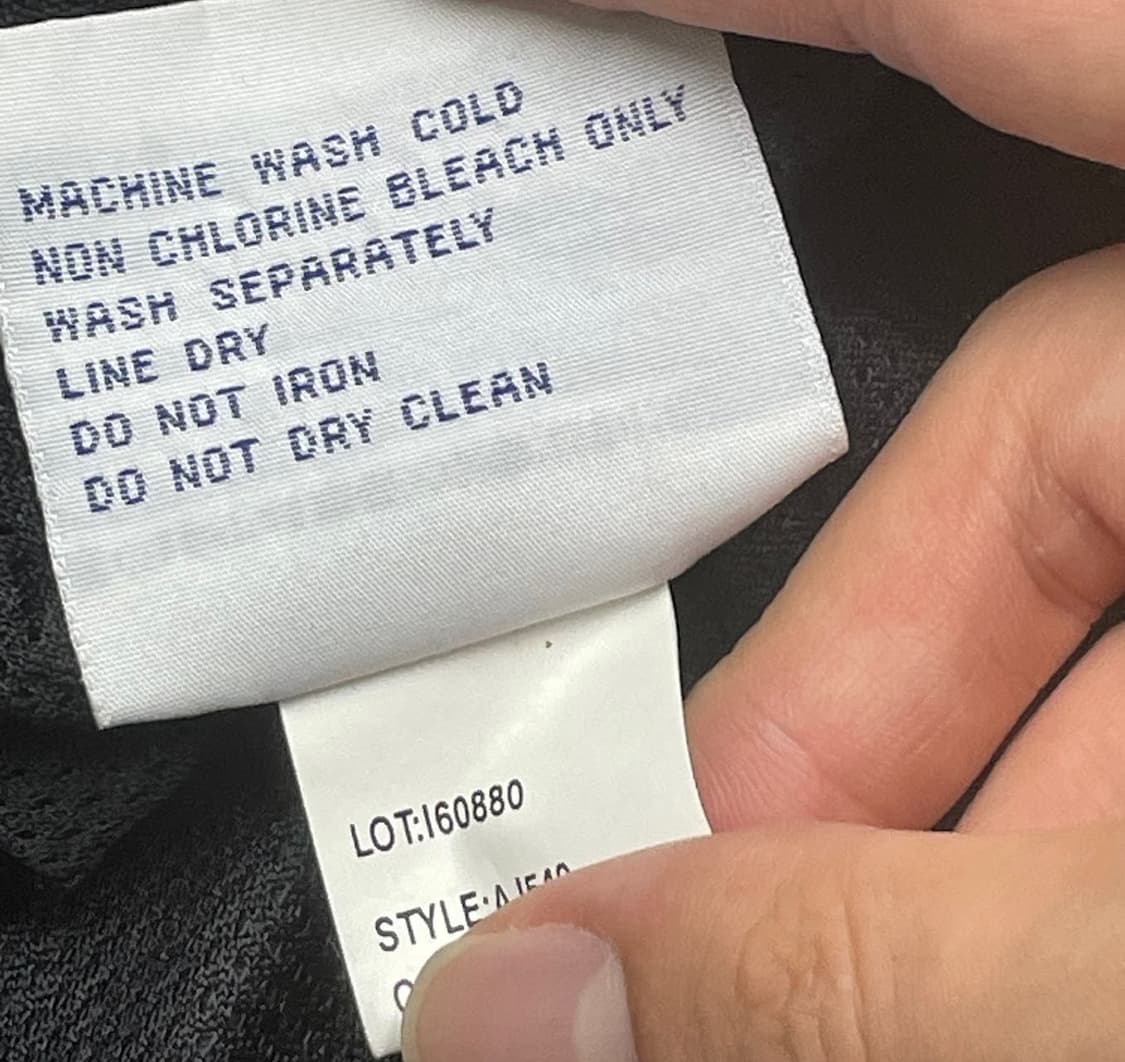 MACHINE WASH COLD
NON CHLORINE BLEACH ONLY
WASH SEPARATELY
LINE DRY
DO NOT IRON
DO NOT DRY CLEAN
LOT:I60880
STYLE: